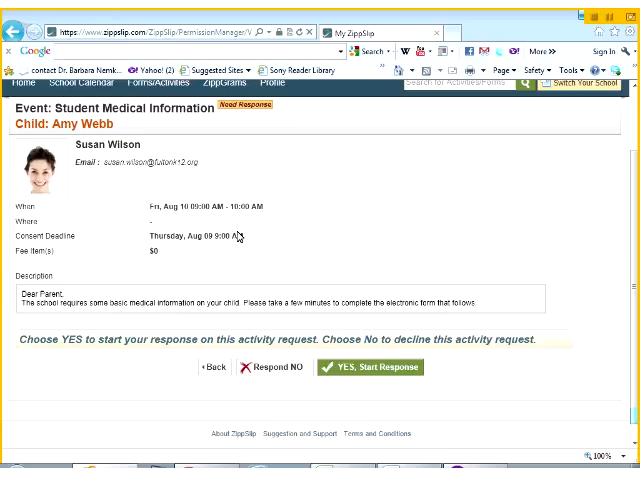 https://www.zippslip.com/ZippSlip/PermissionManager/V
My ZippSlip
x Google
Search
More >>
Sign In
contact Dr. Barbara Nemk...
Yahoo! (2)
Suggested Sites
Sony Reader Library
Page
Safety
Tools
Home
School Calendar
Forms/Activities
ZippGrams
Profile
Search for Activities/Forms
Switch Your School
Event: Student Medical Information
Need Response
Child: Amy Webb
Susan Wilson
Email : susan.wilson@fultonk12.org
When
Fri, Aug 10 09:00 AM - 10:00 AM
Where
-
Consent Deadline
Thursday, Aug 09 9:00 AM
Fee Item(s)
$0
Description
Dear Parent,
The school requires some basic medical information on your child. Please take a few minutes to complete the electronic form that follows.
Choose YES to start your response on this activity request. Choose No to decline this activity request.
Back
Respond NO
YES, Start Response
About ZippSlip
Suggestion and Support
Terms and Conditions
100%